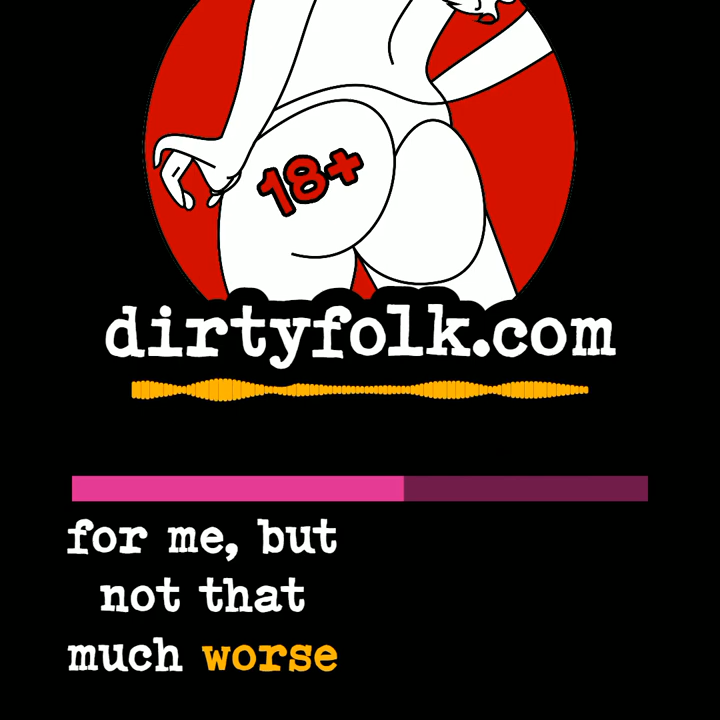 18+
dirtyfolk.com
for me, but
not that
much worse